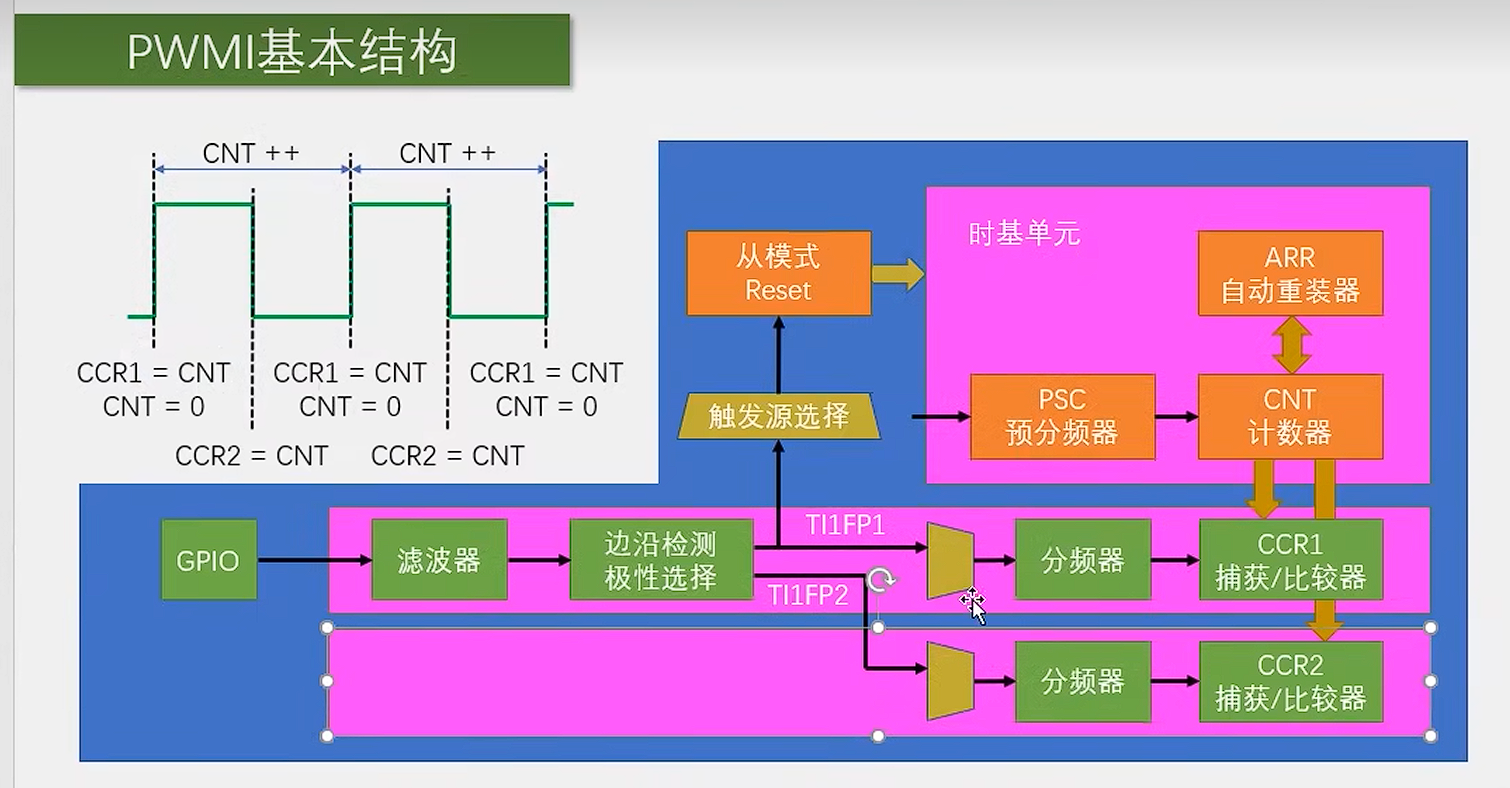 PWMI基本结构
CNT ++
CNT ++
CCR1 = CNT
CNT = 0
CCR1 = CNT
CNT = 0
CCR1 = CNT
CNT = 0
CCR2 = CNT
CCR2 = CNT
从模式
Reset
时基单元
ARR
自动重装器
触发源选择
PSC
预分频器
CNT
计数器
GPIO
滤波器
边沿检测
极性选择
TI1FP1
TI1FP2
分频器
CCR1
捕获/比较器
分频器
CCR2
捕获/比较器